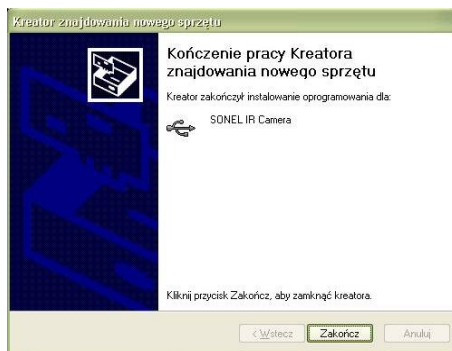 Kreator znajdowania nowego sprzętu
Kończenie pracy Kreatora
znajdowania nowego sprzętu
Kreator zakończył instalowanie oprogramowania dla:
SONEL IR Camera
Kliknij przycisk Zakończ, aby zamknąć kreatora.
< Wstecz Zakończ Anuluj